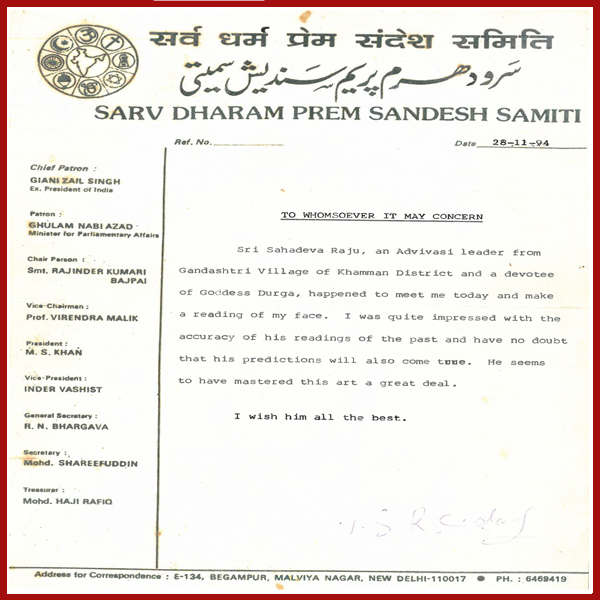 सर्व धर्म प्रेम संदेश समिति
سرو دھرم پریم سندیش سمیتی
SARV DHARAM PREM SANDESH SAMITI
Ref. No.
Date 28-11-94
Chief Patron :
GIANI ZAIL SINGH
Ex. President of India
Patron :
GHULAM NABI AZAD
Minister for Parliamentary Affairs
Chair Person :
Smt. RAJINDER KUMARI
BAJPAI
Vice-Chairman :
Prof. VIRENDRA MALIK
President :
M. S. KHAN
Vice-President :
INDER VASHIST
General Secretary :
R. N. BHARGAVA
Secretary :
Mohd. SHAREEFUDDIN
Treasurer :
Mohd. HAJI RAFIQ
TO WHOMSOEVER IT MAY CONCERN
Sri Sahadeva Raju, an Advivasi leader from
Gandashtri Village of Khamman District and a devotee
of Goddess Durga, happened to meet me today and make
a reading of my face. I was quite impressed with the
accuracy of his readings of the past and have no doubt
that his predictions will also come true. He seems
to have mastered this art a great deal.
I wish him all the best.
Address for Correspondence : E-134, BEGAMPUR, MALVIYA NAGAR, NEW DELHI-110017 ● PH. : 6469419